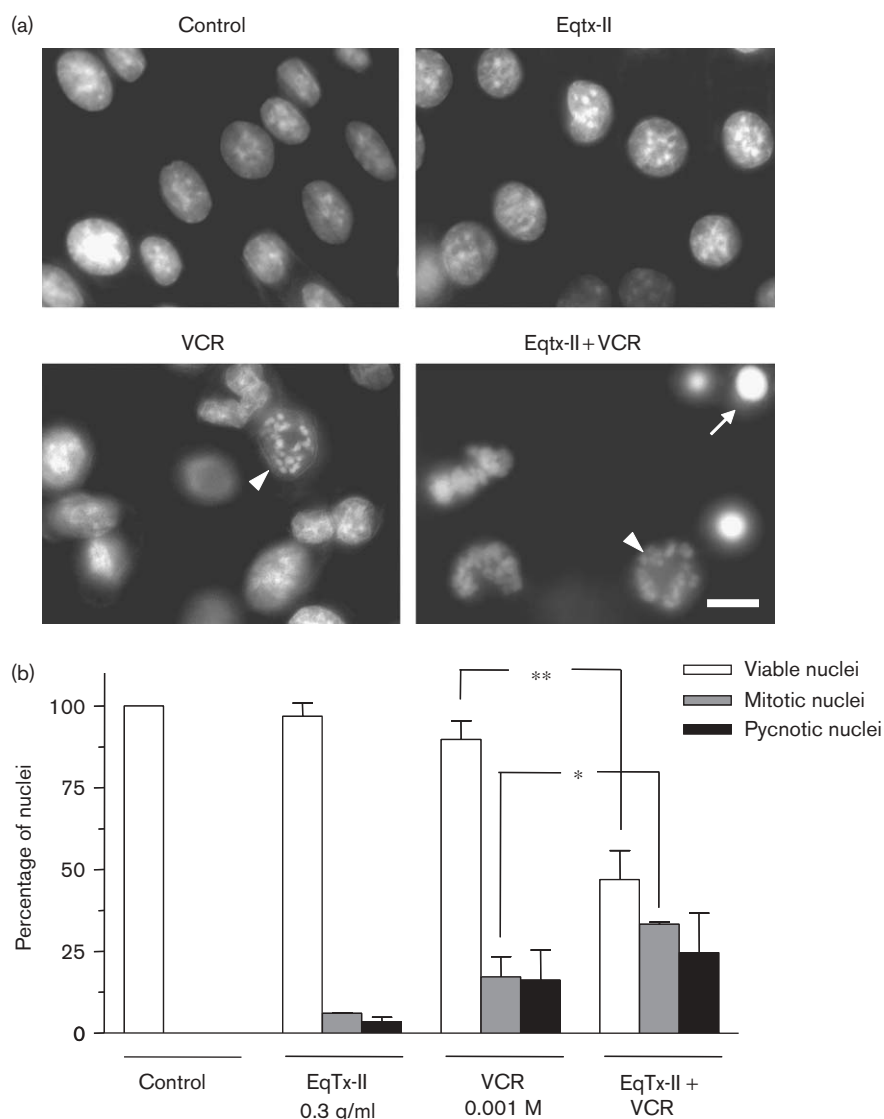 (a)
Control
Eqtx-II
VCR
Eqtx-II + VCR
(b)
Percentage of nuclei
100
75
50
25
0
**
*
Viable nuclei
Mitotic nuclei
Pycnotic nuclei
Control
EqTx-II
0.3 g/ml
VCR
0.001 M
EqTx-II +
VCR